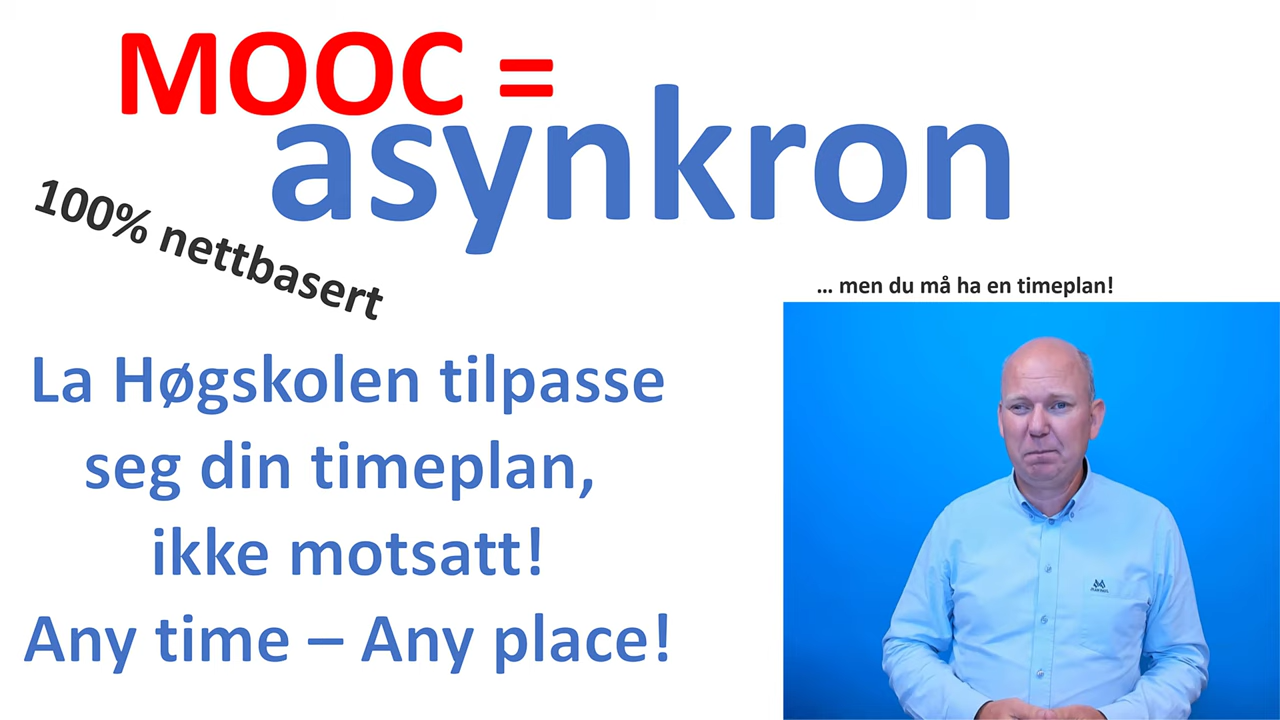 MOOC =
asynkron
100% nettbasert
… men du må ha en timeplan!
La Høgskolen tilpasse
seg din timeplan,
ikke motsatt!
Any time – Any place!